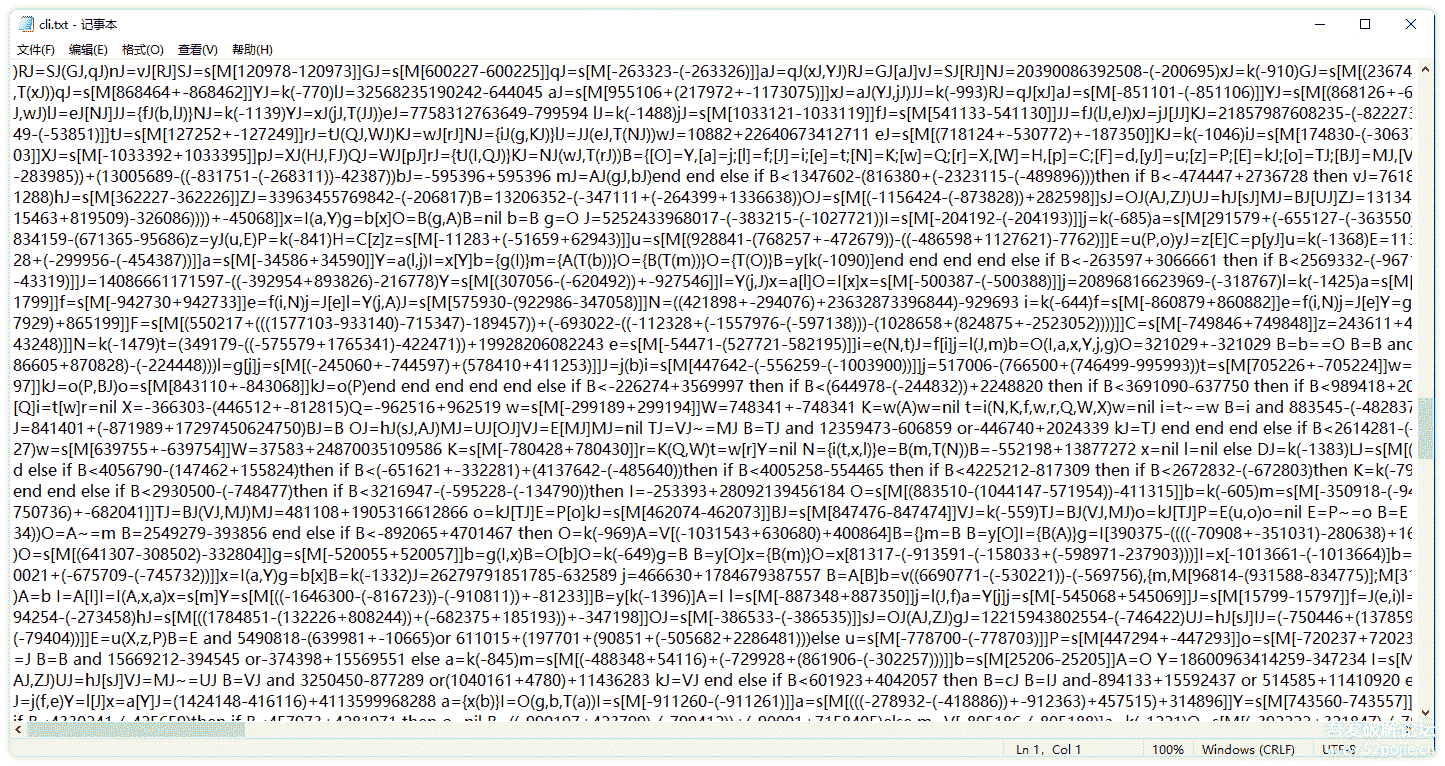 cli.txt - 记事本
文件(F) 编辑(E) 格式(O) 查看(V) 帮助(H)
)RJ=SJ(GJ,qJ)nJ=vJ[RJ]SJ=s[M[120978-120973]]GJ=s[M[600227-600225]]qJ=s[M[-263323-(-263326)]]aJ=qJ(xJ,YJ)RJ=GJ[aJ]vJ=SJ[RJ]NJ=20390086392508-(-200695)xJ=k(-910)GJ=s[M[(23674
,T(xJ))qJ=s[M[868464+-868462]]YJ=k(-770)lJ=32568235190242-644045 aJ=s[M[955106+(217972+-1173075)]]xJ=aJ(YJ,jJ)JJ=k(-993)RJ=qJ[xJ]aJ=s[M[-851101-(-851106)]]YJ=s[M[(868126+-6
J,wJ)lJ=eJ[NJ]JJ={fJ(b,lJ)}NJ=k(-1139)YJ=xJ(jJ,T(JJ))eJ=7758312763649-799594 lJ=k(-1488)jJ=s[M[1033121-1033119]]fJ=s[M[541133-541130]]JJ=fJ(lJ,eJ)xJ=jJ[JJ]KJ=21857987608235-(-822273
49-(-53851)]]tJ=s[M[127252+-127249]]rJ=tJ(QJ,WJ)KJ=wJ[rJ]NJ={iJ(g,KJ)}lJ=JJ(eJ,T(NJ))wJ=10882+22640673412711 eJ=s[M[(718124+-530772)+-187350]]KJ=k(-1046)iJ=s[M[174830-(-30637
03]]XJ=s[M[-1033392+1033395]]pJ=XJ(HJ,FJ)QJ=WJ[pJ]rJ={tJ(I,QJ)}KJ=NJ(wJ,T(rJ))B={[O]=Y,[a]=j;[l]=f;[J]=i;[e]=t;[N]=K;[w]=Q;[r]=X,[W]=H,[p]=C;[F]=d,[yJ]=u;[z]=P;[E]=kJ;[o]=TJ;[BJ]=MJ,[V
-283985))+(13005689-((-831751-(-268311))-42387))bJ=-595396+595396 mJ=AJ(gJ,bJ)end end else if B<1347602-(816380+(-2323115-(-489896)))then if B<-474447+2736728 then vJ=7618
1288)hJ=s[M[362227-362226]]ZJ=33963455769842-(-206817)B=13206352-(-347111+(-264399+1336638))OJ=s[M[(-1156424-(-873828))+282598]]sJ=OJ(AJ,ZJ)UJ=hJ[sJ]MJ=BJ[UJ]ZJ=13134
15463+819509)-326086))))+-45068]]x=I(a,Y)g=b[x]O=B(g,A)B=nil b=B g=O J=5252433968017-(-383215-(-1027721))I=s[M[-204192-(-204193)]]j=k(-685)a=s[M[291579+(-655127-(-363550)
834159-(671365-95686)z=yJ(u,E)P=k(-841)H=C[z]z=s[M[-11283+(-51659+62943)]]u=s[M[(928841-(768257+-472679))-((-486598+1127621)-7762)]]E=u(P,o)yJ=z[E]C=p[yJ]u=k(-1368)E=113
28+(-299956-(-454387))]]a=s[M[-34586+34590]]Y=a(l,j)I=x[Y]b={g(I)}m={A(T(b))}O={B(T(m))}O={T(O)}B=y[k(-1090)]end end end end else if B<-263597+3066661 then if B<2569332-(-967
-43319)]]J=14086661171597-((-392954+893826)-216778)Y=s[M[(307056-(-620492))+-927546]]l=Y(j,J)x=a[l]O=I[x]x=s[M[-500387-(-500388)]]j=20896816623969-(-318767)l=k(-1425)a=s[M[
1799]]f=s[M[-942730+942733]]e=f(i,N)j=J[e]l=Y(j,A)J=s[M[575930-(922986-347058)]]N=((421898+-294076)+23632873396844)-929693 i=k(-644)f=s[M[-860879+860882]]e=f(i,N)j=J[e]Y=g
7929)+865199]]F=s[M[(550217+(((1577103-933140)-715347)-189457))+(-693022-((-112328+(-1557976-(-597138)))-(1028658+(824875+-2523052))))]]C=s[M[-749846+749848]]z=243611+4
43248)]]N=k(-1479)t=(349179-((-575579+1765341)-422471))+19928206082243 e=s[M[-54471-(527721-582195)]]i=e(N,t)J=f[i]j=l(J,m)b=O(I,a,x,Y,j,g)O=321029+-321029 B=b==O B=B and
86605+870828)-(-224448)))l=g[j]j=s[M[(-245060+-744597)+(578410+411253)]]J=j(b)i=s[M[447642-(-556259-(-1003900))]]j=517006-(766500+(746499-995993))t=s[M[705226+-705224]]w=
97]]kJ=o(P,BJ)o=s[M[843110+-843068]]kJ=o(P)end end end end end else if B<-226274+3569997 then if B<(644978-(-244832))+2248820 then if B<3691090-637750 then if B<989418+20
[Q]i=t[w]r=nil X=-366303-(446512+-812815)Q=-962516+962519 w=s[M[-299189+299194]]W=748341+-748341 K=w(A)w=nil t=i(N,K,f,w,r,Q,W,X)w=nil i=t~=w B=i and 883545-(-482837
J=841401+(-871989+17297450624750)BJ=B OJ=hJ(sJ,AJ)MJ=UJ[OJ]VJ=E[MJ]MJ=nil TJ=VJ~=MJ B=TJ and 12359473-606859 or-446740+2024339 kJ=TJ end end end end else if B<2614281-(-
27)w=s[M[639755+-639754]]W=37583+24870035109586 K=s[M[-780428+780430]]r=K(Q,W)t=w[r]Y=nil N={i(t,x,l)}e=B(m,T(N))B=-552198+13877272 x=nil l=nil else DJ=k(-1383)LJ=s[M[(
d else if B<4056790-(147462+155824)then if B<(-651621+-332281)+(4137642-(-485640))then if B<4005258-554465 then if B<4225212-817309 then if B<2672832-(-672803)then K=k(-79
end end else if B<2930500-(-748477)then if B<3216947-(-595228-(-134790))then I=-253393+28092139456184 O=s[M[(883510-(1044147-571954))-411315]]b=k(-605)m=s[M[-350918-(-94
750736)+-682041]]TJ=BJ(VJ,MJ)MJ=481108+1905316612866 o=kJ[TJ]E=P[o]kJ=s[M[462074-462073]]BJ=s[M[847476-847474]]VJ=k(-559)TJ=BJ(VJ,MJ)o=kJ[TJ]P=E(u,o)o=nil E=P~=o B=E
34))O=A~=m B=2549279-393856 end else if B<-892065+4701467 then O=k(-969)A=V[(-1031543+630680)+400864]B={}m=B B=y[O]I={B(A)}g=I[390375-((((-70908+-351031)-280638)+16
)O=s[M[(641307-308502)-332804]]g=s[M[-520055+520057]]b=g(I,x)B=O[b]O=k(-649)g=B B=y[O]x={B(m)}O=x[81317-(-913591-(-158033+(-598971-237903)))]I=x[-1013661-(-1013664)]b=
0021+(-675709-(-745732))]]x=I(a,Y)g=b[x]B=k(-1332)J=26279791851785-632589 j=466630+1784679387557 B=A[B]b=v((6690771-(-530221))-(-569756),{m,M[96814-(931588-834775)];M[31
)A=b I=A[I]I=I(A,x,a)x=s[m]Y=s[M[((-1646300-(-816723))-(-910811))+-81233]]B=y[k(-1396)]A=I I=s[M[-887348+887350]]j=l(J,f)a=Y[j]j=s[M[-545068+545069]]J=s[M[15799-15797]]f=J(e,i)l=
94254-(-273458)hJ=s[M[((1784851-(132226+808244))+(-682375+185193))+-347198]]OJ=s[M[-386533-(-386535)]]sJ=OJ(AJ,ZJ)gJ=12215943802554-(-746422)UJ=hJ[sJ]IJ=(-750446+(137859
(-79404))]]E=u(X,z,P)B=E and 5490818-(639981+-10665)or 611015+(197701+(90851+(-505682+2286481)))else u=s[M[-778700-(-778703)]]P=s[M[447294+-447293]]o=s[M[-720237+72023
=J B=B and 15669212-394545 or-374398+15569551 else a=k(-845)m=s[M[(-488348+54116)+(-729928+(861906-(-302257)))]]b=s[M[25206-25205]]A=O Y=18600963414259-347234 I=s[M
AJ,ZJ)UJ=hJ[sJ]VJ=MJ~=UJ B=VJ and 3250450-877289 or(1040161+4780)+11436283 kJ=VJ end else if B<601923+4042057 then B=cJ B=IJ and-894133+15592437 or 514585+11410920 e
J=j(f,e)Y=l[J]x=a[Y]J=(1424148-416116)+4113599968288 a={x(b)}I=O(g,b,T(a))I=s[M[-911260-(-911261)]]a=s[M[(((-278932-(-418886))+-912363)+457515)+314896]]Y=s[M[743560-743557]]
Ln 1, Col 1 100% Windows (CRLF) UTF-8
吾爱破解论坛
www.52pojie.cn